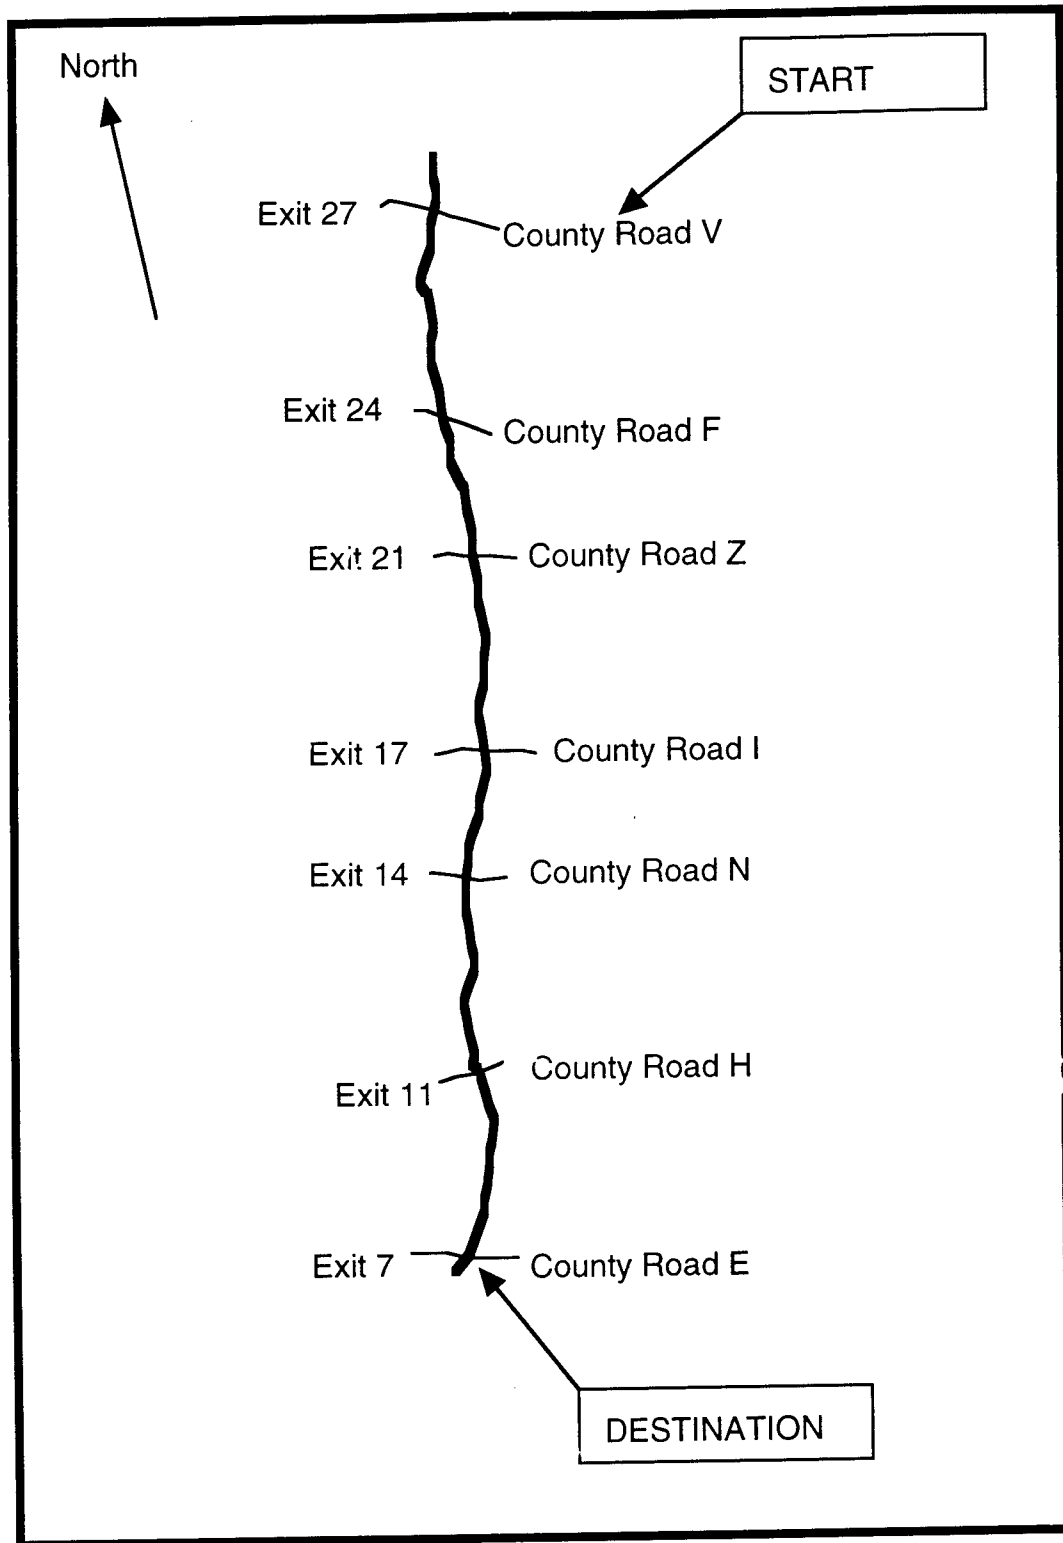 North
START
Exit 27
County Road V
Exit 24
County Road F
Exit 21
County Road Z
Exit 17
County Road I
Exit 14
County Road N
County Road H
Exit 11
Exit 7
County Road E
DESTINATION